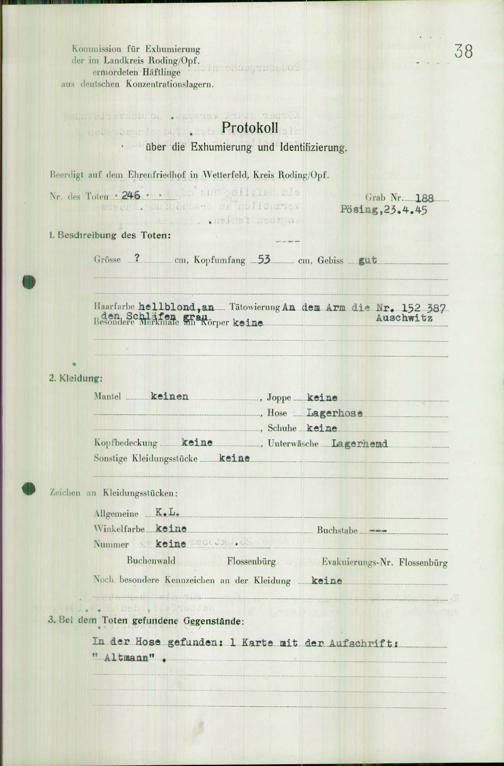 38
Kommission für Exhumierung
der im Landkreis Roding/Opf.
ermordeten Häftlinge
aus deutschen Konzentrationslagern.
Protokoll
über die Exhumierung und Identifizierung.
Beerdigt auf dem Ehrenfriedhof in Wetterfeld, Kreis Roding/Opf.
Nr. des Toten 246 Grab Nr. 188
Pösing,23.4.45
1. Beschreibung des Toten:
Grösse ? cm, Kopfumfang 53 cm, Gebiss gut
Haarfarbe hellblond,an Tätowierung An dem Arm die Nr. 152 387
den Schläfen grau Auschwitz
Besondere Merkmale am Körper keine
2. Kleidung:
Mantel keinen , Joppe keine
, Hose Lagerhose
, Schuhe keine
Kopfbedeckung keine , Unterwäsche Lagerhemd
Sonstige Kleidungsstücke keine
Zeichen an Kleidungsstücken:
Allgemeine K.L.
Winkelfarbe keine Buchstabe ---
Nummer keine
Buchenwald Flossenbürg Evakuierungs-Nr. Flossenbürg
Noch besondere Kennzeichen an der Kleidung keine
3. Bei dem Toten gefundene Gegenstände:
In der Hose gefunden: 1 Karte mit der Aufschrift:
" Altmann" .